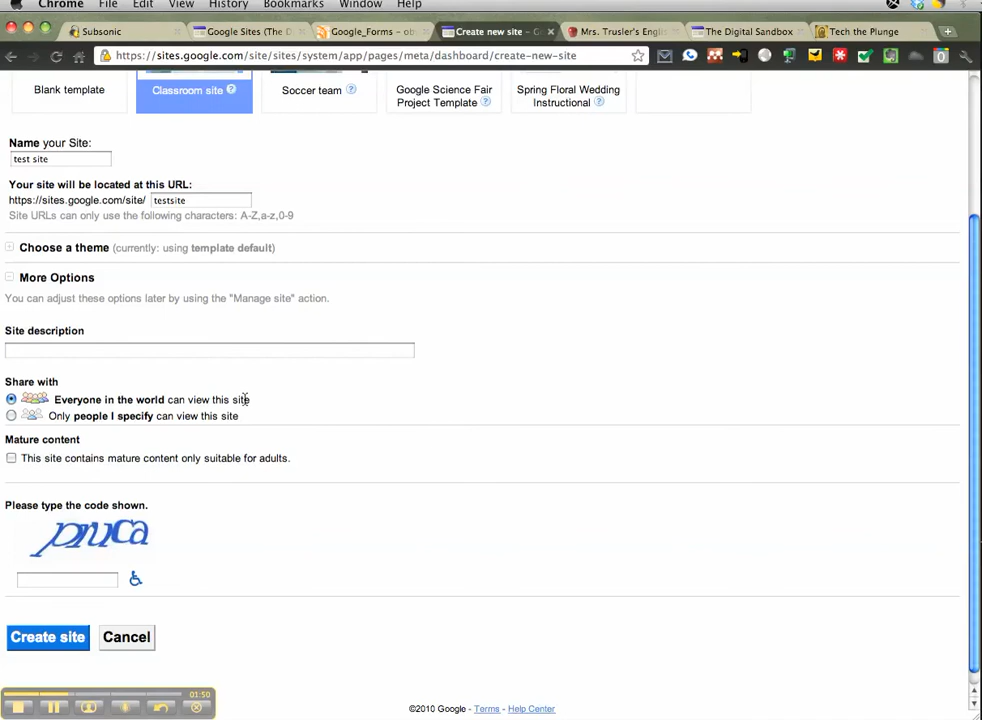 Chrome File Edit View History Bookmarks Window Help
Subsonic Google Sites (The D Google_Forms – ob Create new site – G Mrs. Trusler's Engli The Digital Sandbox Tech the Plunge
https://sites.google.com/site/sites/system/app/pages/meta/dashboard/create-new-site
Blank template Classroom site Soccer team Google Science Fair Project Template Spring Floral Wedding Instructional
Name your Site:
test site
Your site will be located at this URL:
https://sites.google.com/site/ testsite
Site URLs can only use the following characters: A-Z,a-z,0-9
Choose a theme (currently: using template default)
More Options
You can adjust these options later by using the "Manage site" action.
Site description
Share with
Everyone in the world can view this site
Only people I specify can view this site
Mature content
This site contains mature content only suitable for adults.
Please type the code shown.
Create site Cancel
01:50
©2010 Google - Terms - Help Center